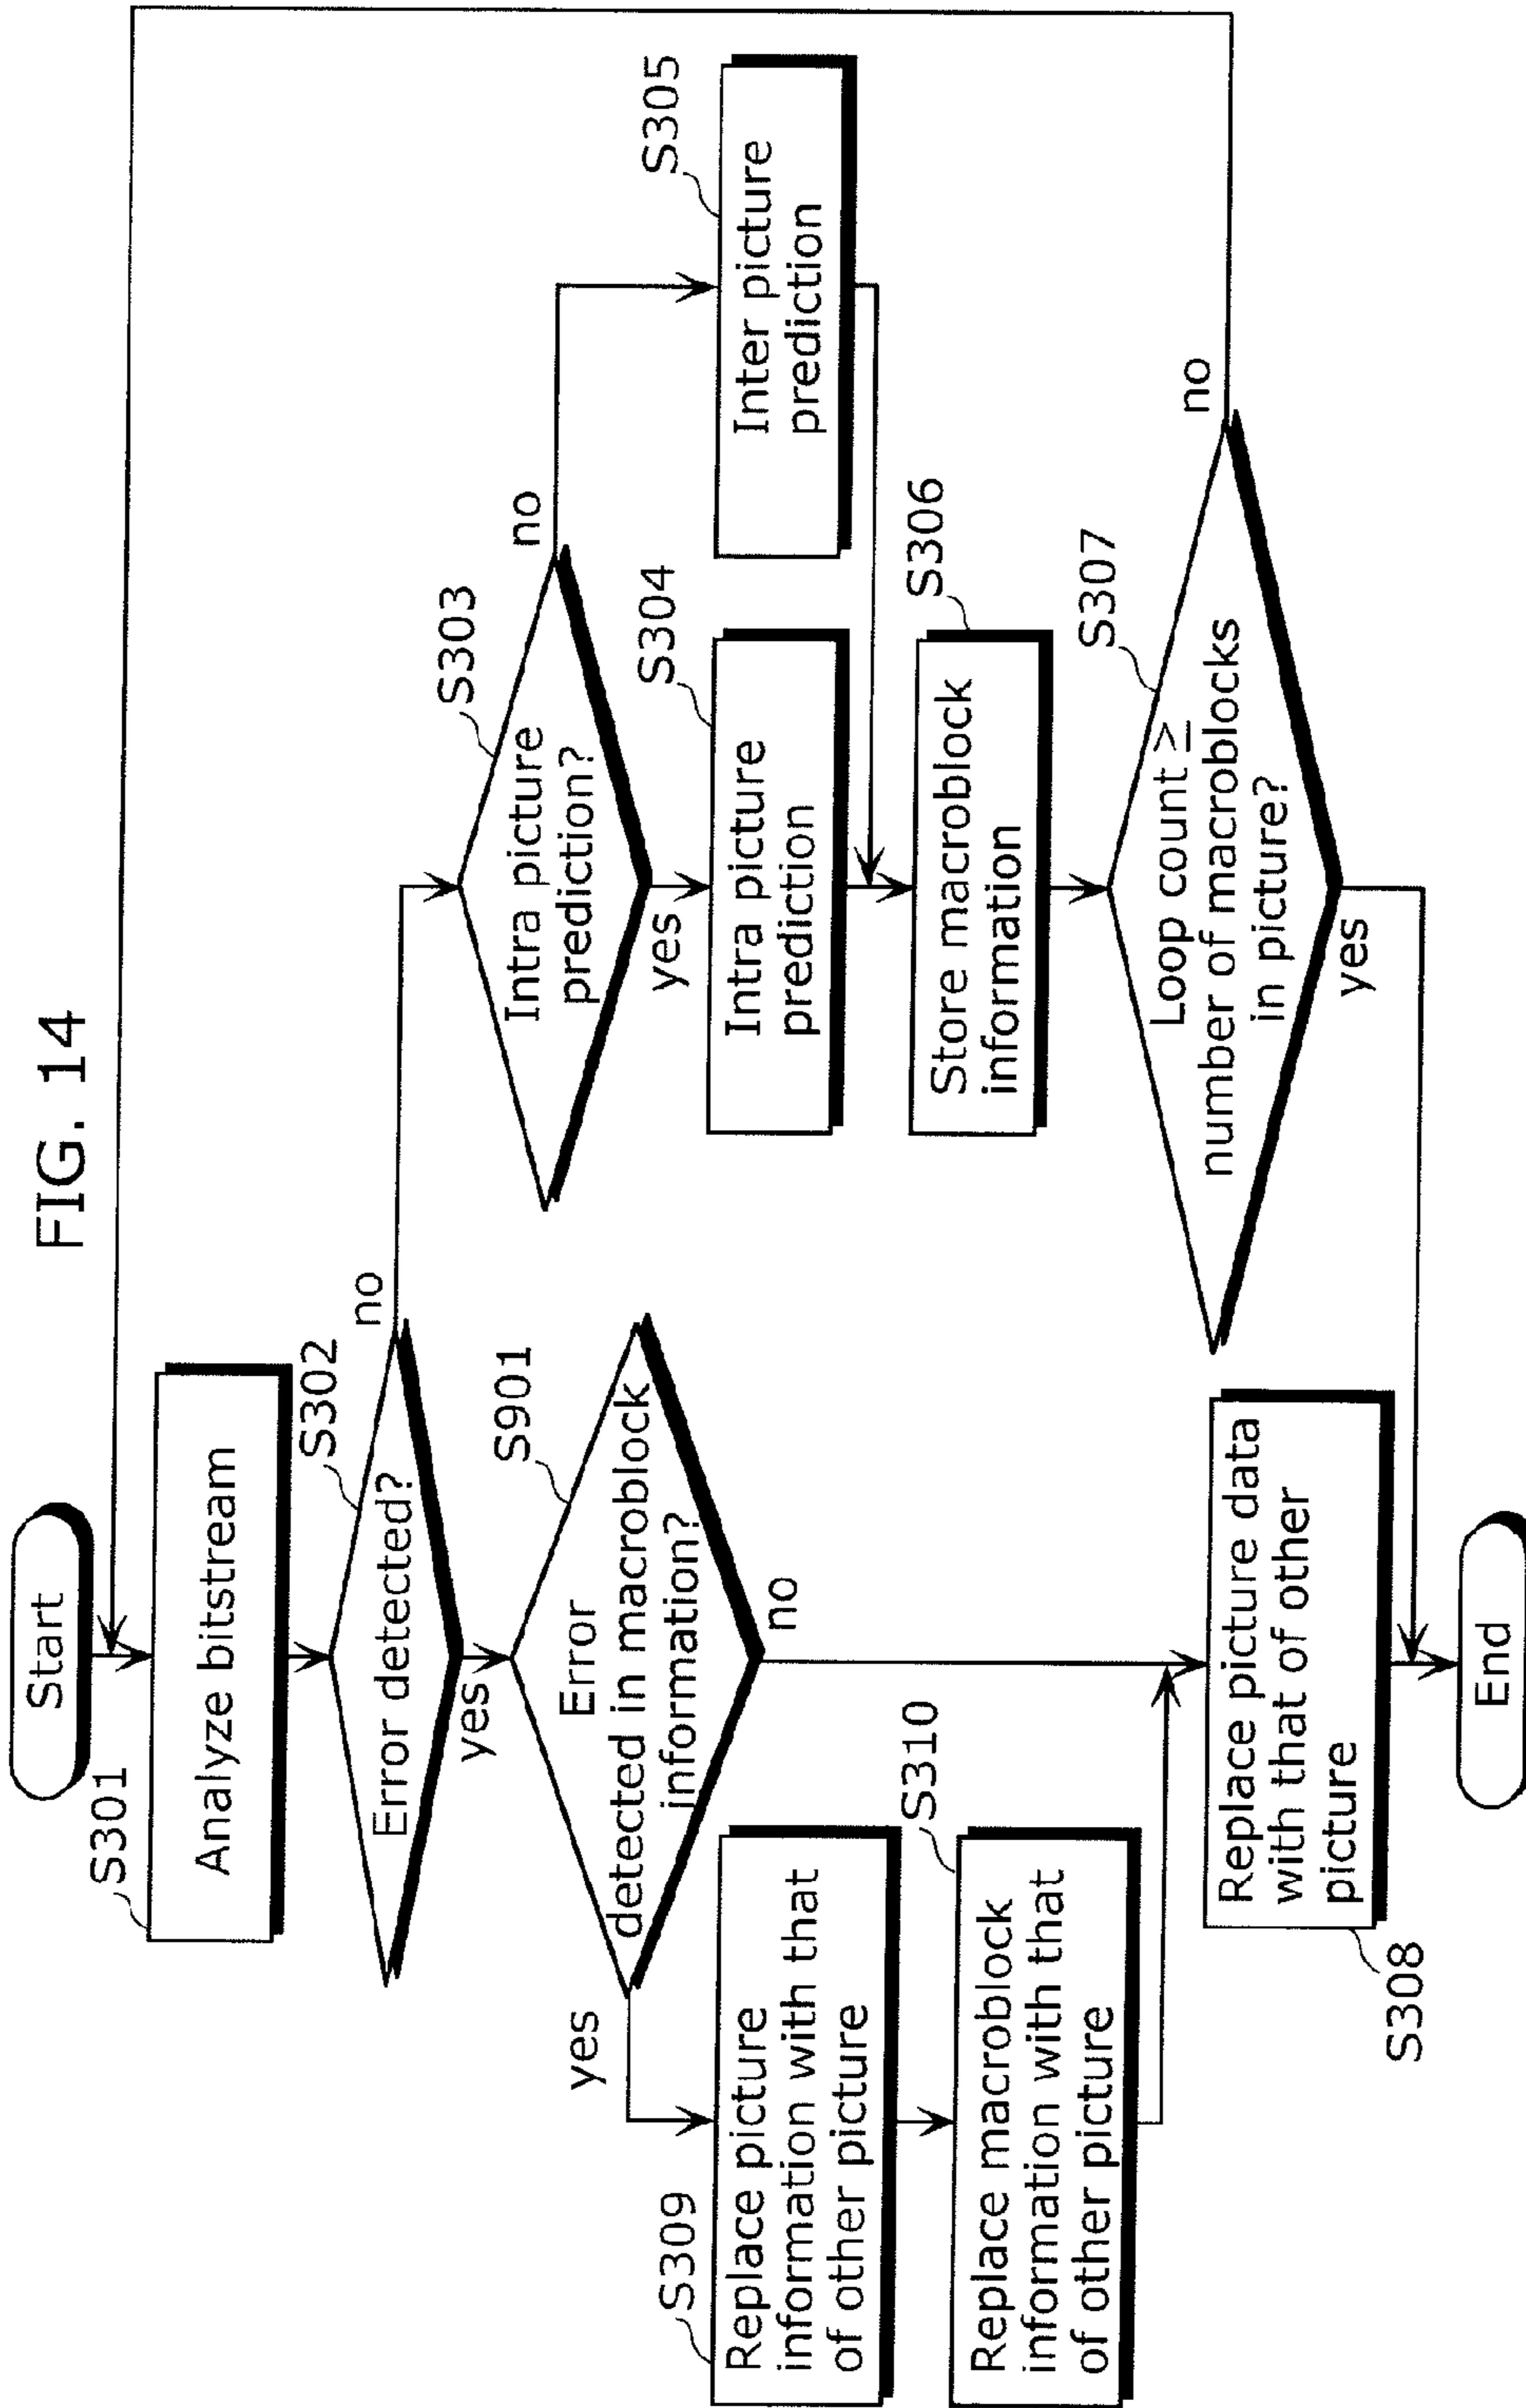 FIG. 14
Start
S301
Analyze bitstream
S302
Error detected?
no
yes
S901
Error
detected in macroblock
information?
yes
no
S309
Replace picture
information with that
of other picture
S310
Replace macroblock
information with that
of other picture
S303
Intra picture
prediction?
no
yes
S304
Intra picture
prediction
S305
Inter picture
prediction
S306
Store macroblock
information
S307
Loop count ≥
number of macroblocks
in picture?
no
yes
S308
Replace picture data
with that of other
picture
End